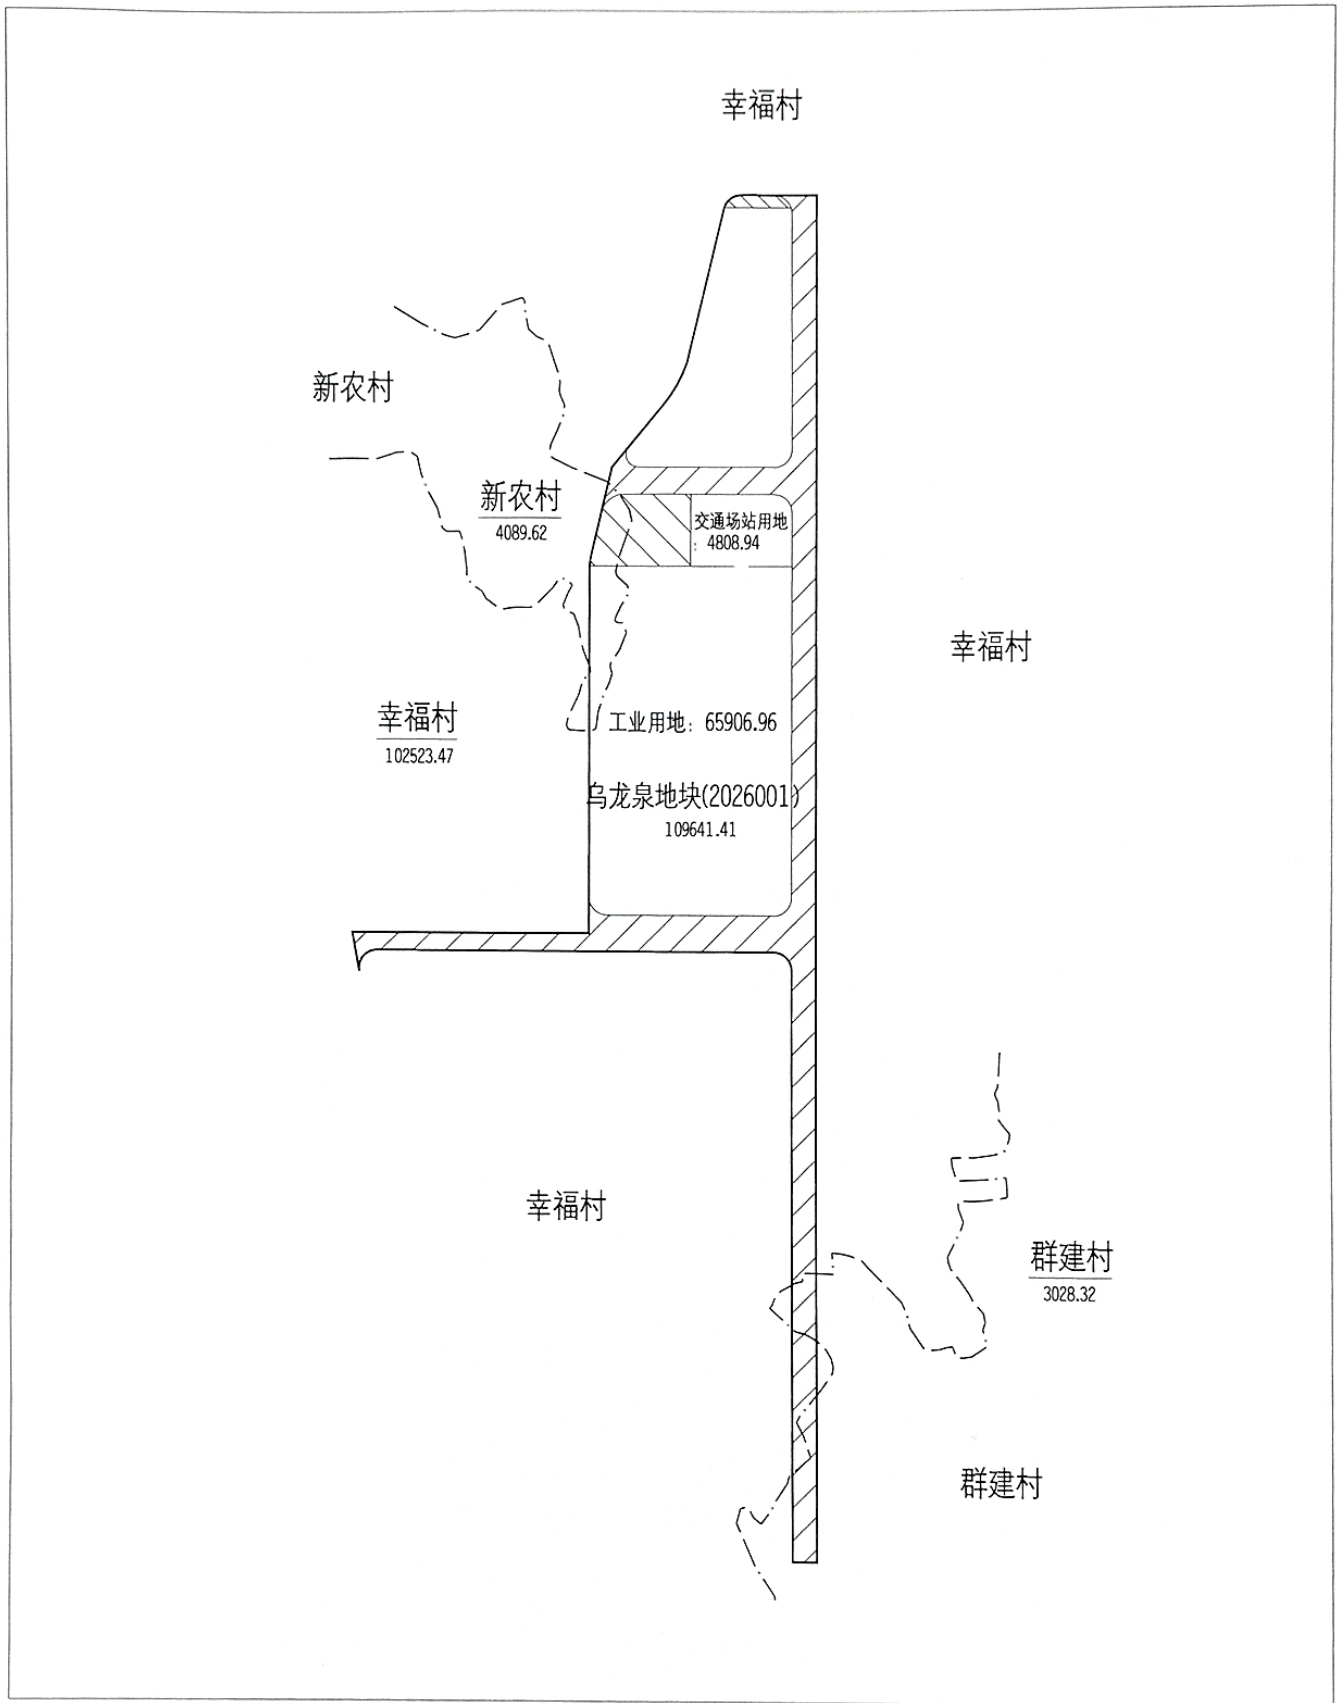 幸福村
新农村
新农村
4089.62
交通场站用地
: 4808.94
幸福村
幸福村
102523.47
工业用地: 65906.96
乌龙泉地块(2026001)
109641.41
幸福村
群建村
3028.32
群建村